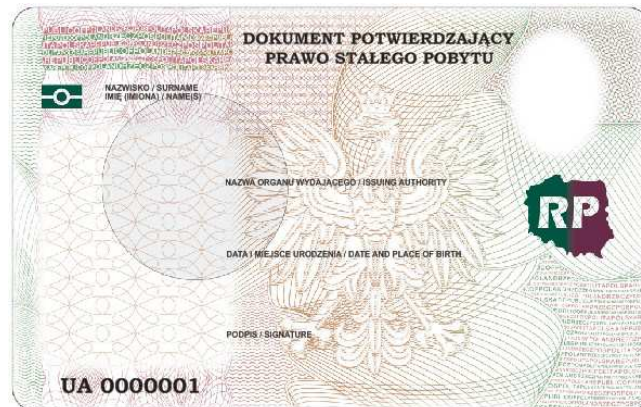 DOKUMENT POTWIERDZAJĄCY
PRAWO STAŁEGO POBYTU
NAZWISKO / SURNAME
IMIĘ (IMIONA) / NAME(S)
NAZWA ORGANU WYDAJĄCEGO / ISSUING AUTHORITY
RP
DATA I MIEJSCE URODZENIA / DATE AND PLACE OF BIRTH
PODPIS / SIGNATURE
UA 0000001